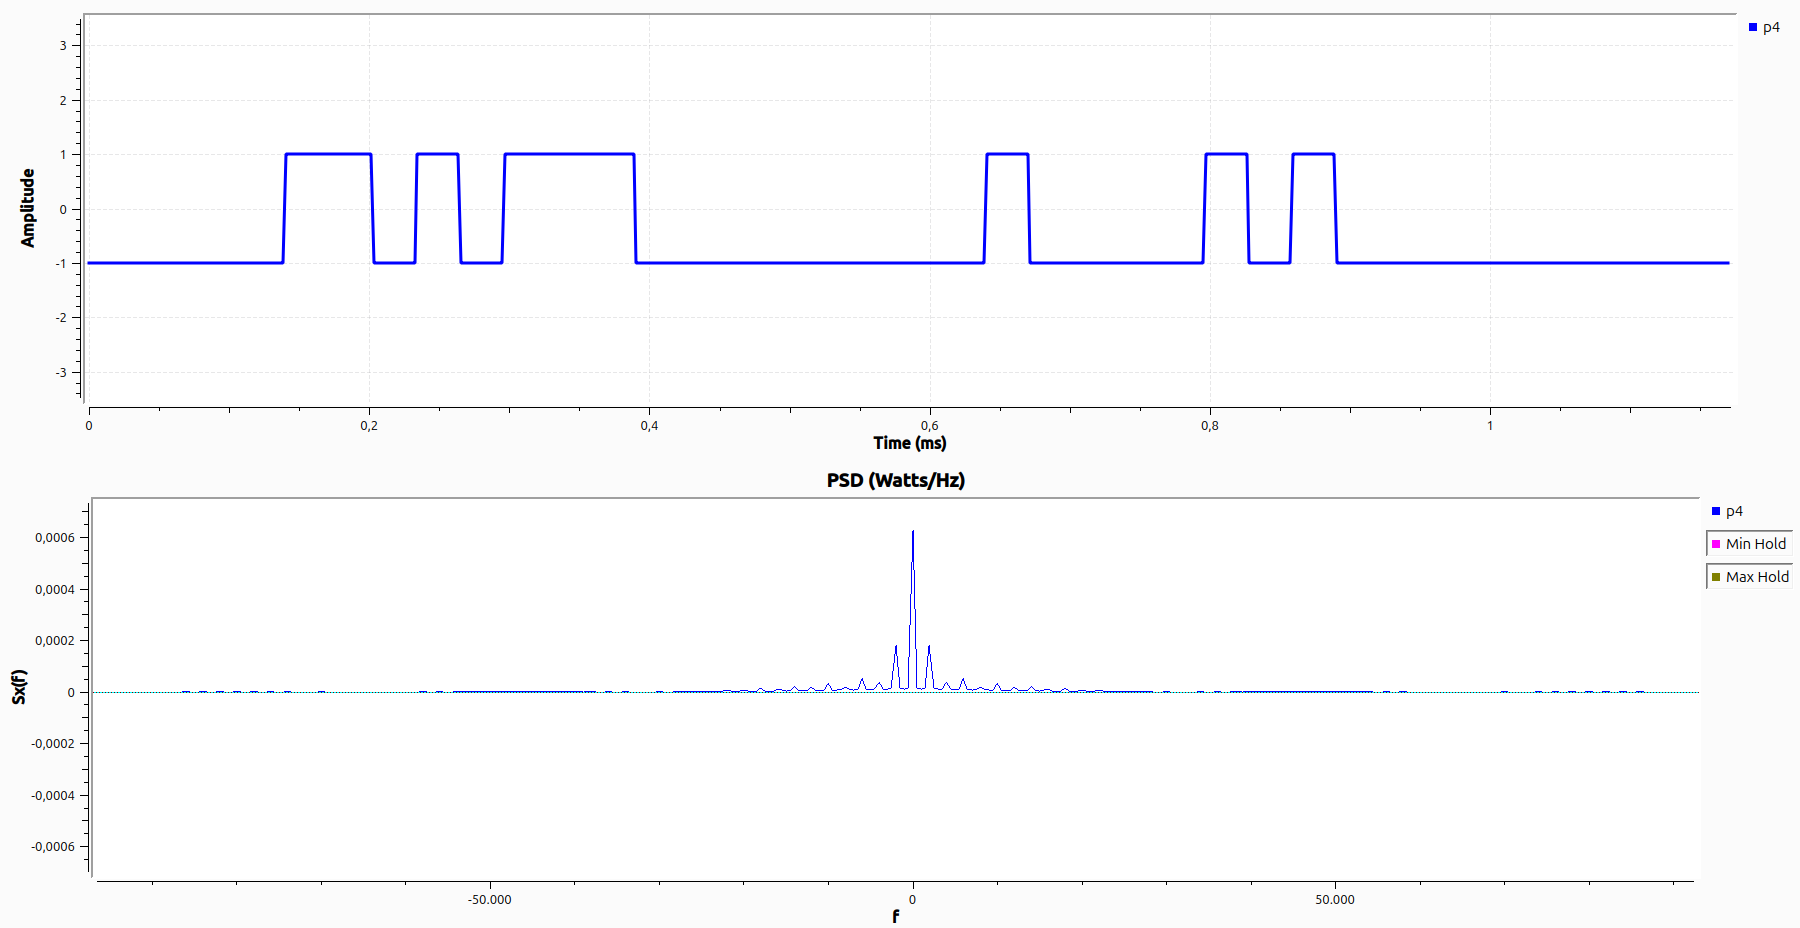 p4
Amplitude
3
2
1
0
-1
-2
-3
0
0,2
0,4
0,6
0,8
1
Time (ms)
PSD (Watts/Hz)
p4
Min Hold
Max Hold
Sx(f)
0,0006
0,0004
0,0002
0
-0,0002
-0,0004
-0,0006
-50.000
0
50.000
f